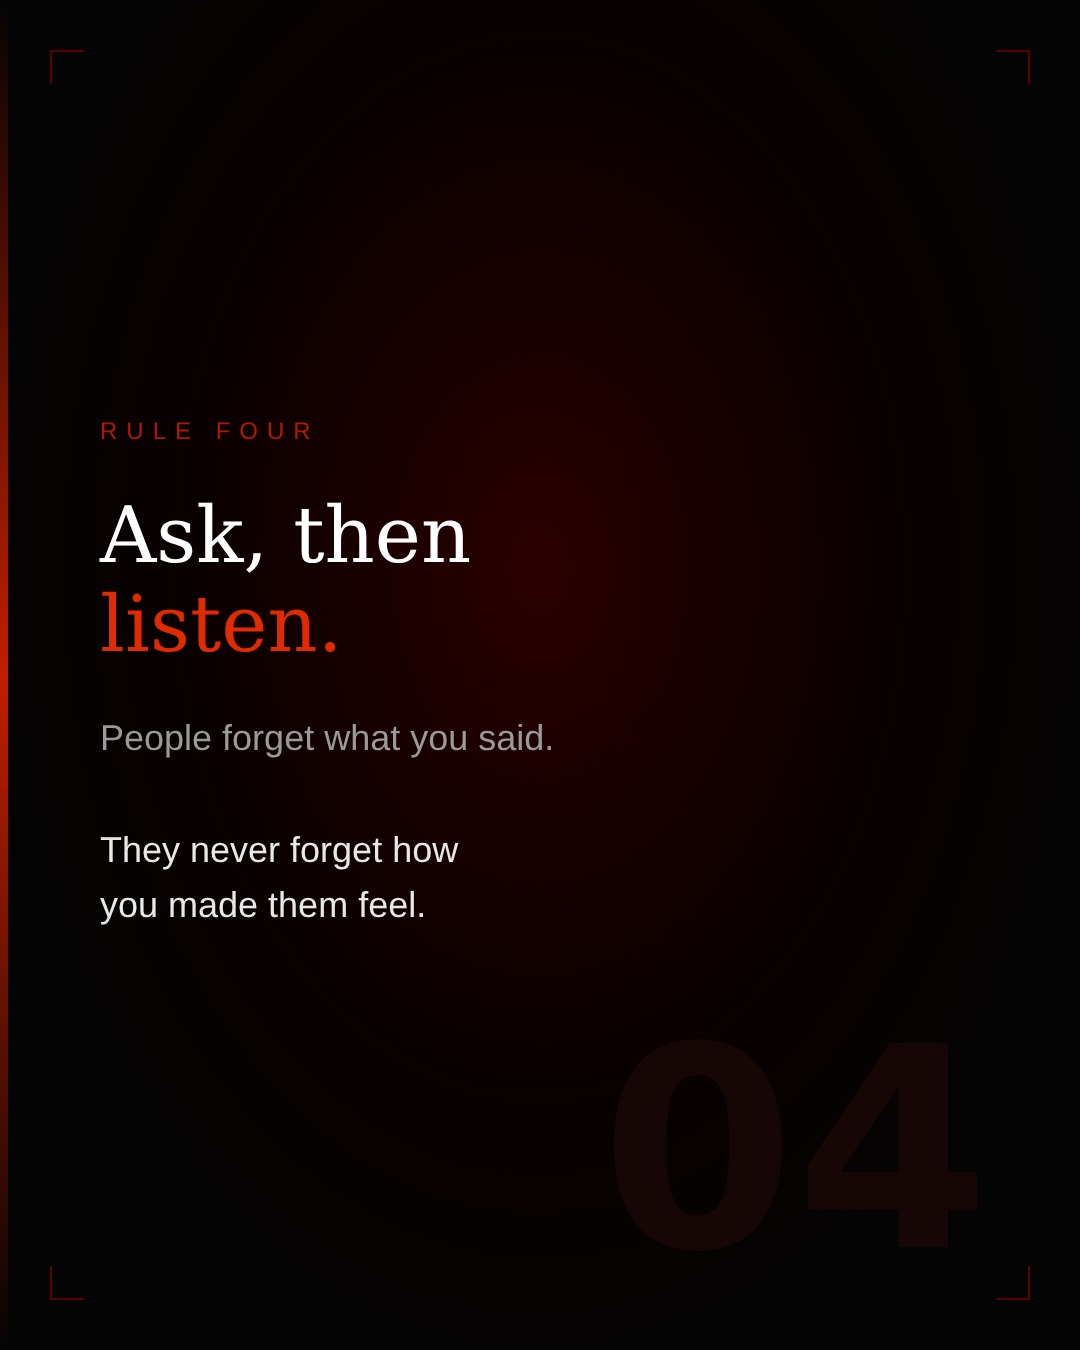 RULE FOUR
Ask, then
listen.
People forget what you said.
They never forget how
you made them feel.
04